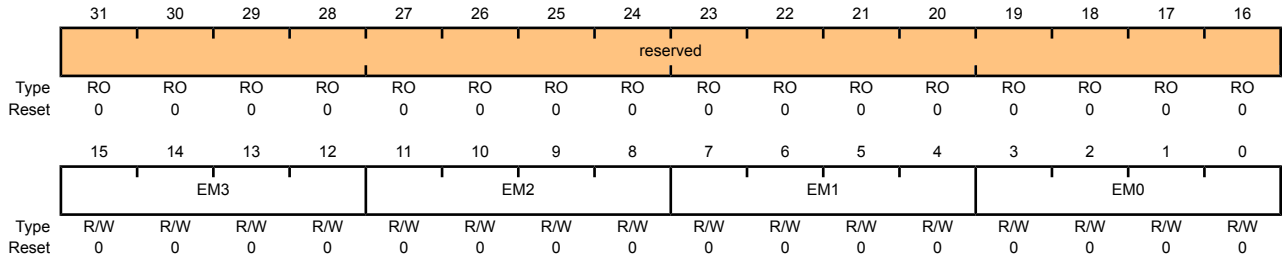 31 30 29 28 27 26 25 24 23 22 21 20 19 18 17 16
reserved
Type RO RO RO RO RO RO RO RO RO RO RO RO RO RO RO RO
Reset 0 0 0 0 0 0 0 0 0 0 0 0 0 0 0 0
15 14 13 12 11 10 9 8 7 6 5 4 3 2 1 0
EM3 EM2 EM1 EM0
Type R/W R/W R/W R/W R/W R/W R/W R/W R/W R/W R/W R/W R/W R/W R/W R/W
Reset 0 0 0 0 0 0 0 0 0 0 0 0 0 0 0 0